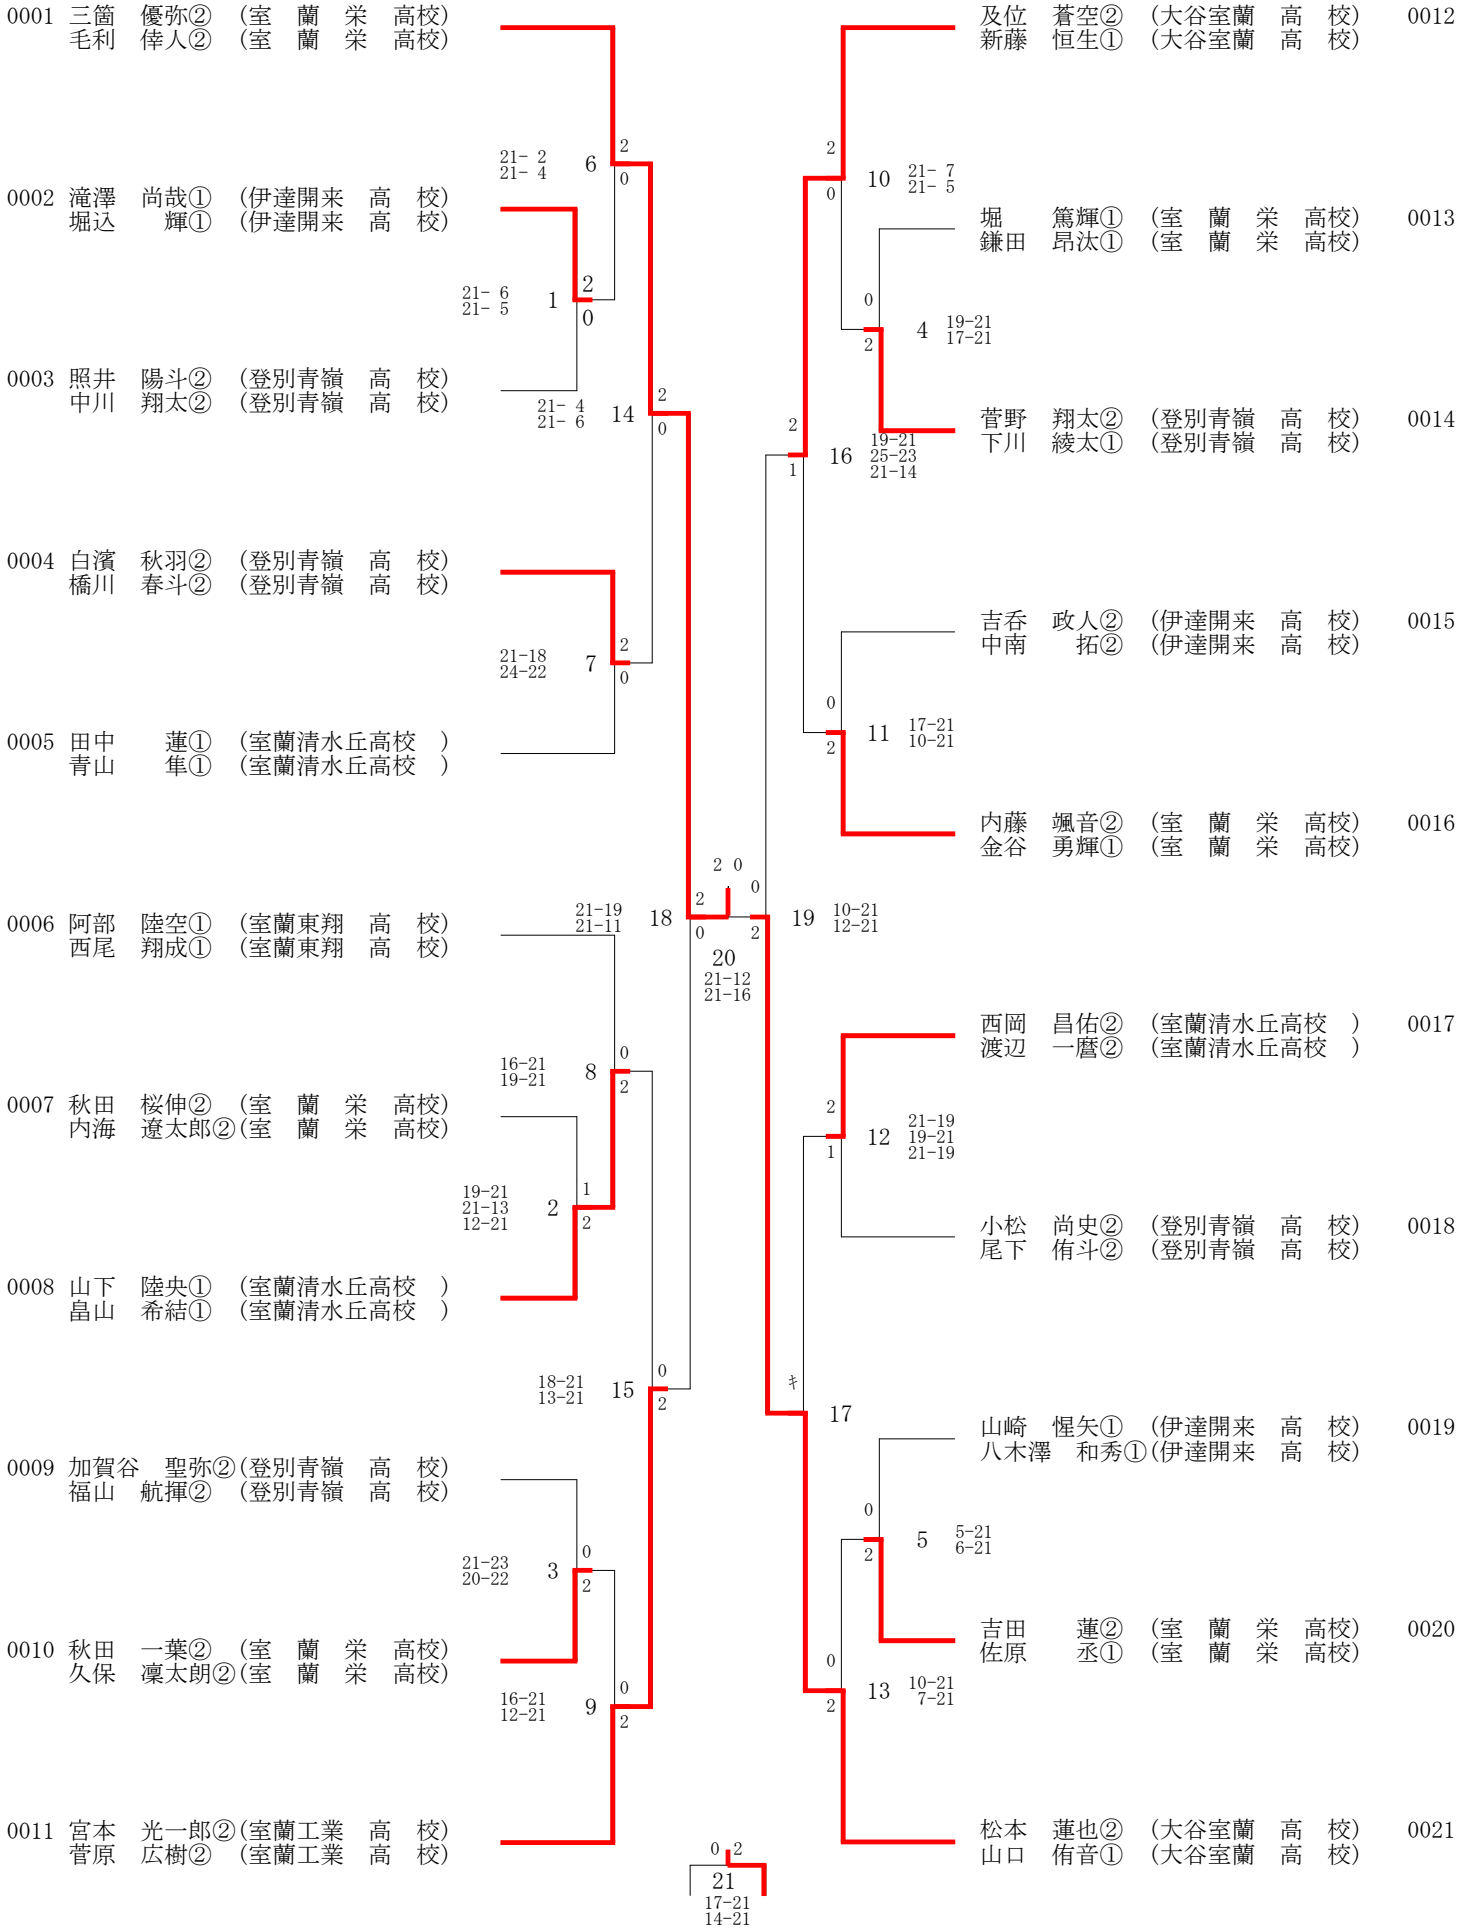 0001 三箇　優弥②　(室　蘭　栄　高校)
毛利　倖人②　(室　蘭　栄　高校)
0002 滝澤　尚哉①　(伊達開来　高　校)
堀込　　輝①　(伊達開来　高　校)
0003 照井　陽斗②　(登別青嶺　高　校)
中川　翔太②　(登別青嶺　高　校)
0004 白濱　秋羽②　(登別青嶺　高　校)
橋川　春斗②　(登別青嶺　高　校)
0005 田中　　蓮①　(室蘭清水丘高校　)
青山　　隼①　(室蘭清水丘高校　)
0006 阿部　陸空①　(室蘭東翔　高　校)
西尾　翔成①　(室蘭東翔　高　校)
0007 秋田　桜伸②　(室　蘭　栄　高校)
内海　遼太郎②(室　蘭　栄　高校)
0008 山下　陸央①　(室蘭清水丘高校　)
畠山　希結①　(室蘭清水丘高校　)
0009 加賀谷　聖弥②(登別青嶺　高　校)
福山　航揮②　(登別青嶺　高　校)
0010 秋田　一葉②　(室　蘭　栄　高校)
久保　凜太朗②(室　蘭　栄　高校)
0011 宮本　光一郎②(室蘭工業　高　校)
菅原　広樹②　(室蘭工業　高　校)
21- 2
21- 4
6
2
0
21- 6
21- 5
1
2
0
21- 4
21- 6
14
2
0
21-18
24-22
7
2
0
21-19
21-11
18
2
0
16-21
19-21
8
0
2
19-21
21-13
12-21
2
1
2
18-21
13-21
15
0
2
21-23
20-22
3
0
2
16-21
12-21
9
0
2
2 0
20
21-12
21-16
0 2
21
17-21
14-21
及位　蒼空②　(大谷室蘭　高　校)　0012
新藤　恒生①　(大谷室蘭　高　校)
堀　　篤輝①　(室　蘭　栄　高校)　0013
鎌田　昂汰①　(室　蘭　栄　高校)
菅野　翔太②　(登別青嶺　高　校)　0014
下川　綾太①　(登別青嶺　高　校)
吉呑　政人②　(伊達開来　高　校)　0015
中南　　拓②　(伊達開来　高　校)
内藤　颯音②　(室　蘭　栄　高校)　0016
金谷　勇輝①　(室　蘭　栄　高校)
西岡　昌佑②　(室蘭清水丘高校　)　0017
渡辺　一麿②　(室蘭清水丘高校　)
小松　尚史②　(登別青嶺　高　校)　0018
尾下　侑斗②　(登別青嶺　高　校)
山崎　惺矢①　(伊達開来　高　校)　0019
八木澤　和秀①(伊達開来　高　校)
吉田　　蓮②　(室　蘭　栄　高校)　0020
佐原　　丞①　(室　蘭　栄　高校)
松本　蓮也②　(大谷室蘭　高　校)　0021
山口　侑音①　(大谷室蘭　高　校)
2
0
10
21- 7
21- 5
0
2
4
19-21
17-21
2
1
16
19-21
25-23
21-14
0
2
11
17-21
10-21
0
2
19
10-21
12-21
2
1
12
21-19
19-21
21-19
キ
17
0
2
5
5-21
6-21
0
2
13
10-21
7-21